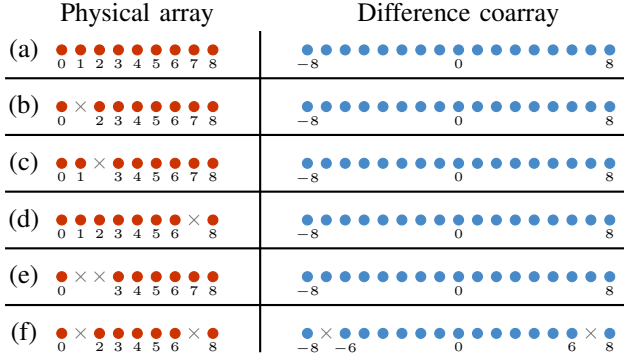 Physical array Difference coarray
(a) 0 1 2 3 4 5 6 7 8 −8 0 8
(b) 0 × 2 3 4 5 6 7 8 −8 0 8
(c) 0 1 × 3 4 5 6 7 8 −8 0 8
(d) 0 1 2 3 4 5 6 × 8 −8 0 8
(e) 0 × × 3 4 5 6 7 8 −8 0 8
(f) 0 × 2 3 4 5 6 × 8 −8 × −6 0 6 × 8